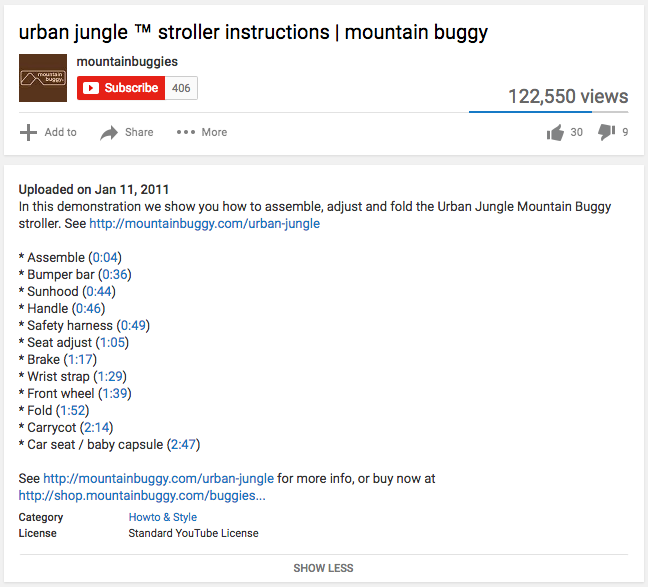 urban jungle ™ stroller instructions | mountain buggy
mountain
buggy.
mountainbuggies
Subscribe 406
122,550 views
Add to Share More 30 9
Uploaded on Jan 11, 2011
In this demonstration we show you how to assemble, adjust and fold the Urban Jungle Mountain Buggy
stroller. See http://mountainbuggy.com/urban-jungle
* Assemble (0:04)
* Bumper bar (0:36)
* Sunhood (0:44)
* Handle (0:46)
* Safety harness (0:49)
* Seat adjust (1:05)
* Brake (1:17)
* Wrist strap (1:29)
* Front wheel (1:39)
* Fold (1:52)
* Carrycot (2:14)
* Car seat / baby capsule (2:47)
See http://mountainbuggy.com/urban-jungle for more info, or buy now at
http://shop.mountainbuggy.com/buggies...
Category Howto & Style
License Standard YouTube License
SHOW LESS